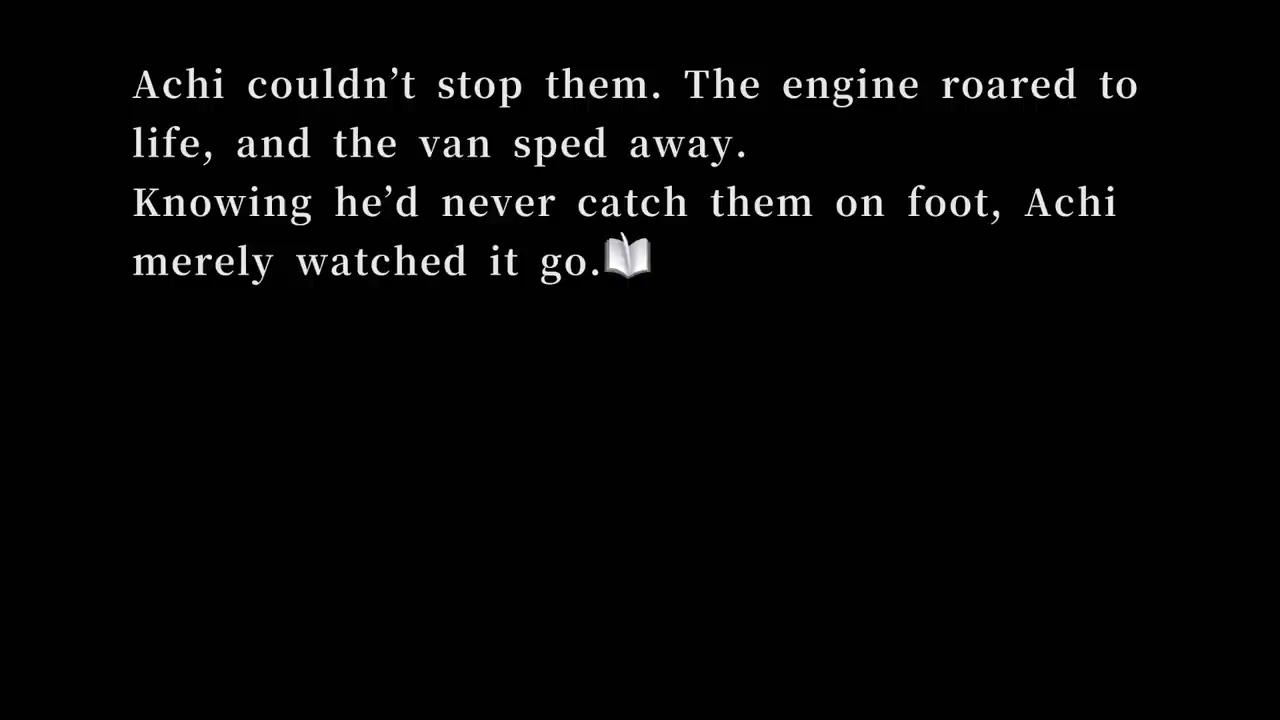 Achi couldn’t stop them. The engine roared to
life, and the van sped away.
Knowing he’d never catch them on foot, Achi
merely watched it go.